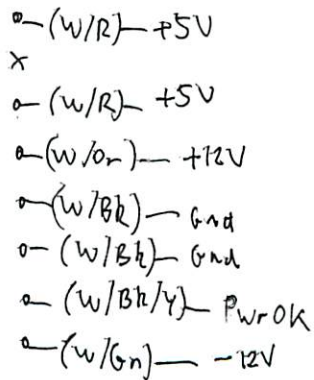 o-(W/R)- +5V
X
o-(W/R)- +5V
o-(W/Or)- +12V
o-(W/Bk)- Gnd
o-(W/Bk)- Gnd
o-(W/Bk/Y)- PwrOK
o-(W/Gn)- -12V